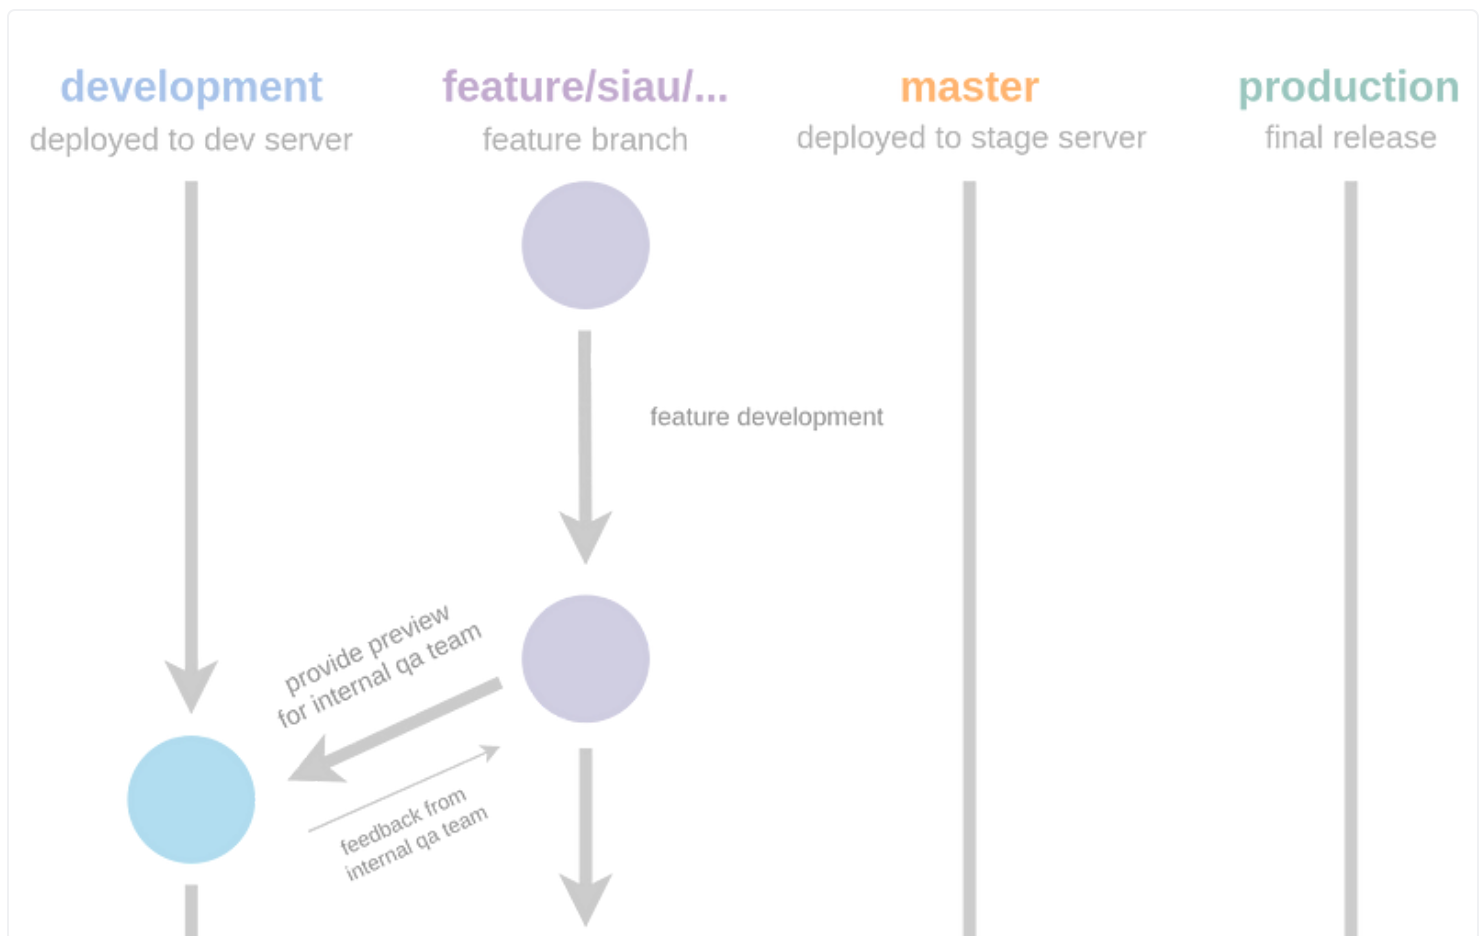 development
deployed to dev server
feature/siau/...
feature branch
master
deployed to stage server
production
final release
feature development
provide preview
for internal qa team
feedback from
internal qa team